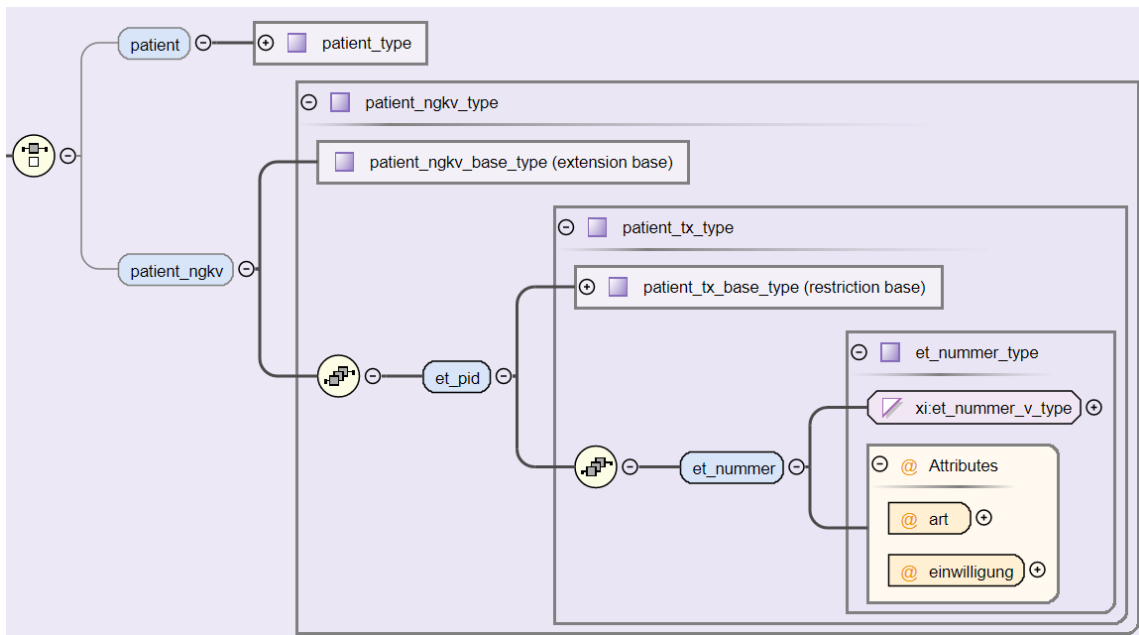 patient
patient_type
patient_ngkv_type
patient_ngkv_base_type (extension base)
patient_ngkv
patient_tx_type
patient_tx_base_type (restriction base)
et_pid
et_nummer_type
xi:et_nummer_v_type
et_nummer
@ Attributes
@ art
@ einwilligung